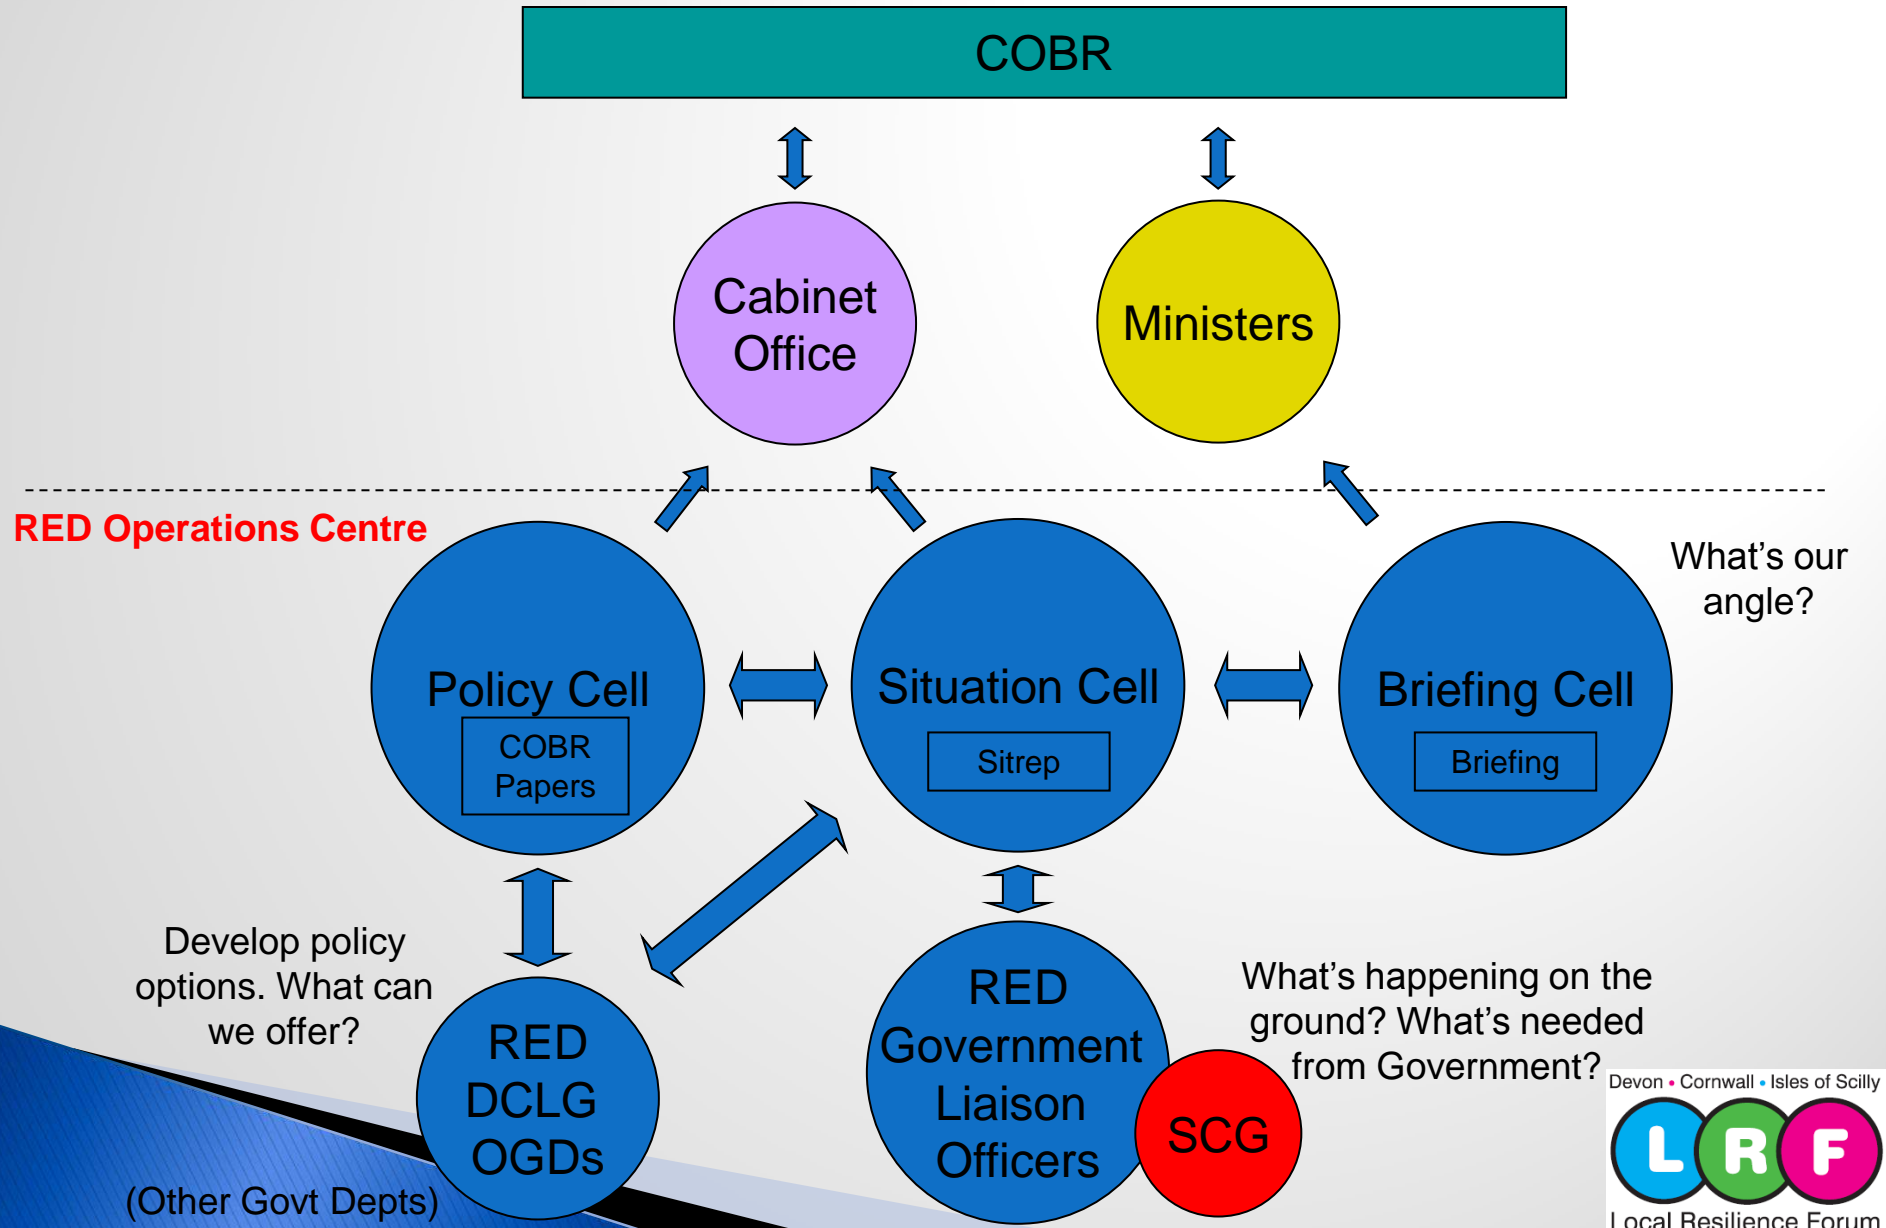 COBR
Cabinet
Office
Ministers
RED Operations Centre
What’s our
angle?
Policy Cell
COBR
Papers
Situation Cell
Sitrep
Briefing Cell
Briefing
Develop policy
options. What can
we offer?
RED
DCLG
OGDs
(Other Govt Depts)
RED
Government
Liaison
Officers
SCG
What’s happening on the
ground? What’s needed
from Government?
Devon • Cornwall • Isles of Scilly
LRF
Local Resilience Forum